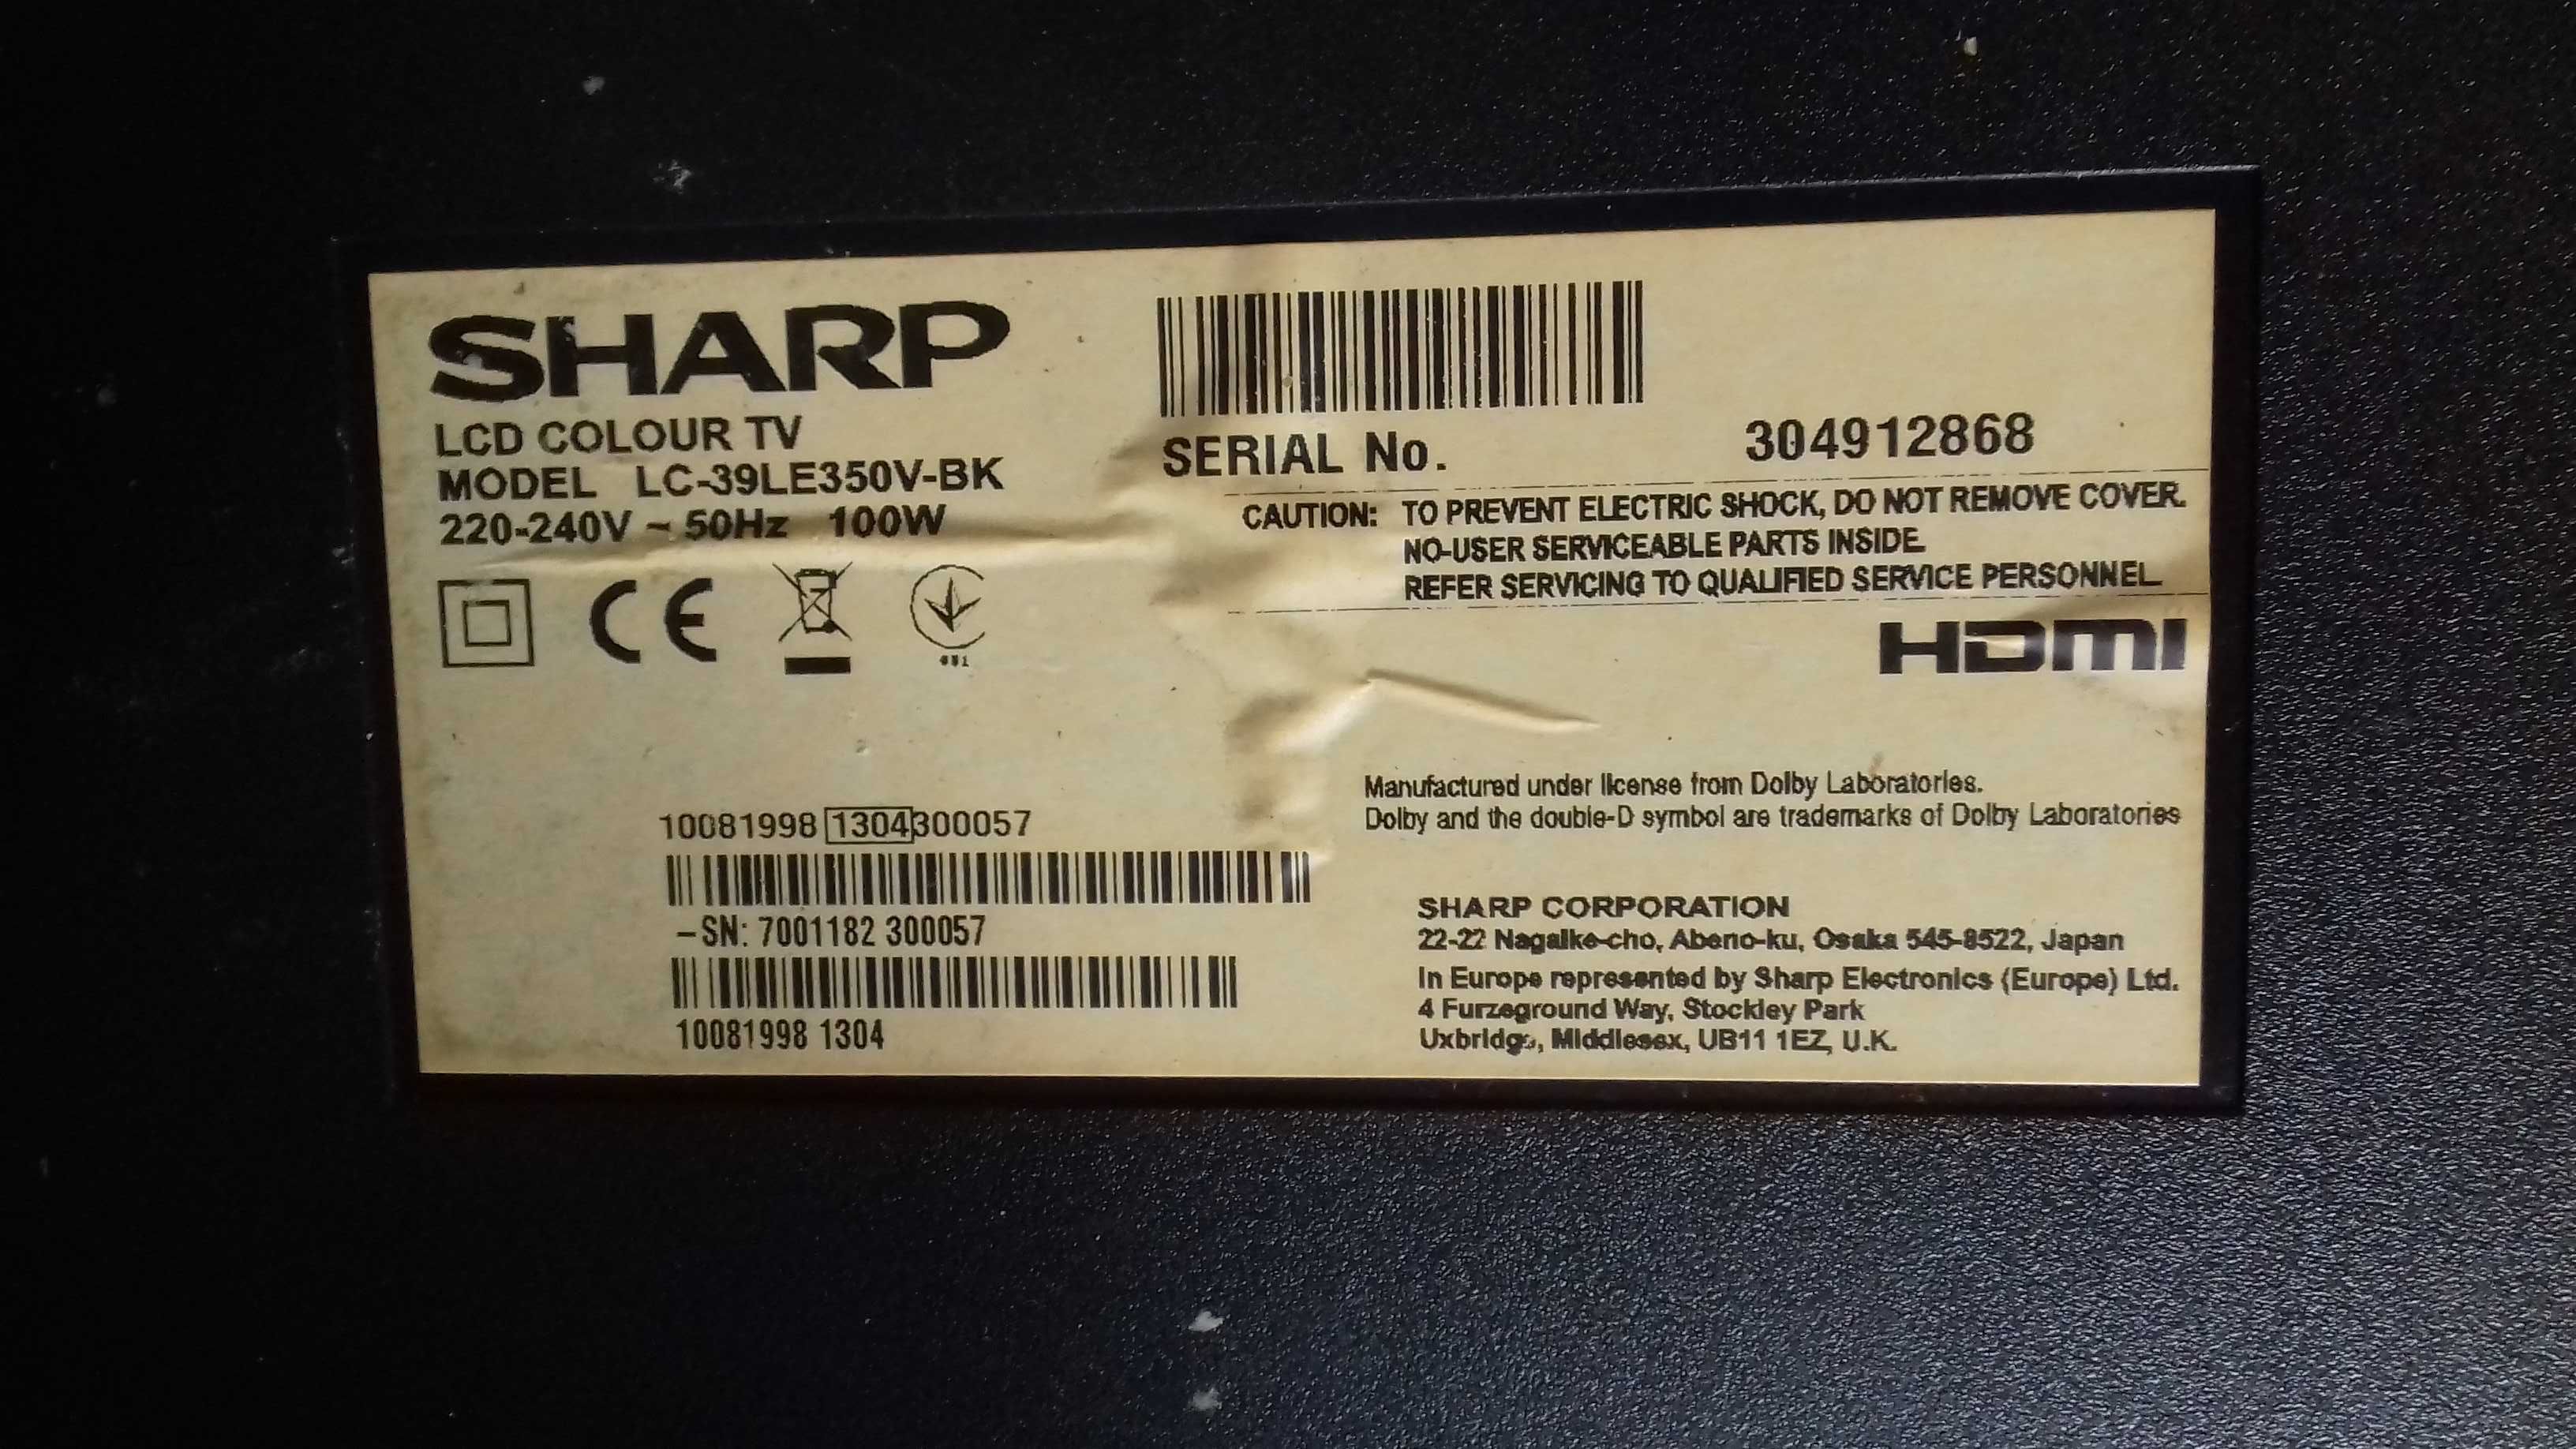 SHARP
LCD COLOUR TV
MODEL LC-39LE350V-BK
220-240V ~ 50Hz 100W
CE
SERIAL No. 304912868
CAUTION: TO PREVENT ELECTRIC SHOCK, DO NOT REMOVE COVER.
NO-USER SERVICEABLE PARTS INSIDE
REFER SERVICING TO QUALIFIED SERVICE PERSONNEL
HDMI
Manufactured under license from Dolby Laboratories.
Dolby and the double-D symbol are trademarks of Dolby Laboratories
10081998 1304 300057
-SN: 7001182 300057
10081998 1304
SHARP CORPORATION
22-22 Nagaike-cho, Abeno-ku, Osaka 545-8522, Japan
In Europe represented by Sharp Electronics (Europe) Ltd.
4 Furzeground Way, Stockley Park
Uxbridge, Middlesex, UB11 1EZ, U.K.